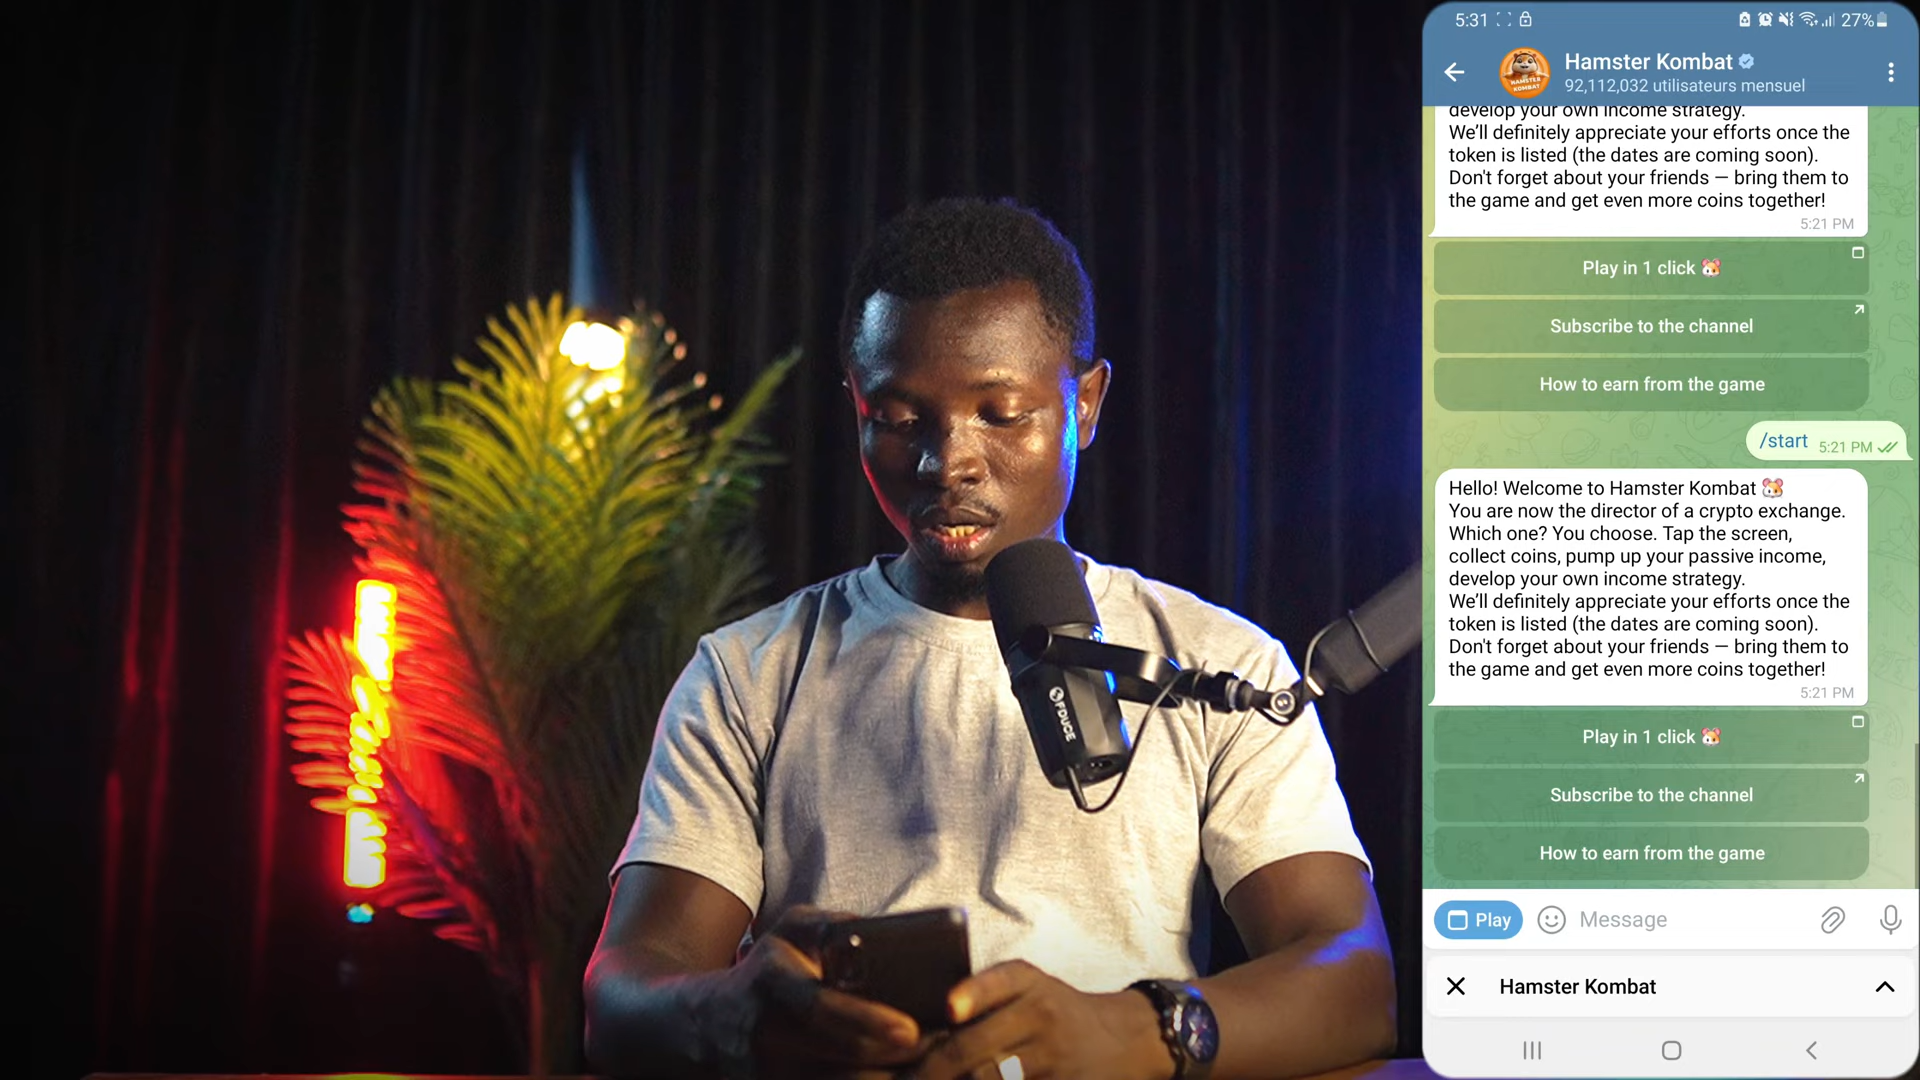 5:31
27%
Hamster Kombat
92,112,032 utilisateurs mensuel
HAMSTER
KOMBAT
develop your own income strategy.
We'll definitely appreciate your efforts once the
token is listed (the dates are coming soon).
Don't forget about your friends — bring them to
the game and get even more coins together!
5:21 PM
Play in 1 click 🐹
Subscribe to the channel
How to earn from the game
/start 5:21 PM
Hello! Welcome to Hamster Kombat 🐹
You are now the director of a crypto exchange.
Which one? You choose. Tap the screen,
collect coins, pump up your passive income,
develop your own income strategy.
We'll definitely appreciate your efforts once the
token is listed (the dates are coming soon).
Don't forget about your friends — bring them to
the game and get even more coins together!
5:21 PM
Play in 1 click 🐹
Subscribe to the channel
How to earn from the game
Play
Message
Hamster Kombat
FDUCE